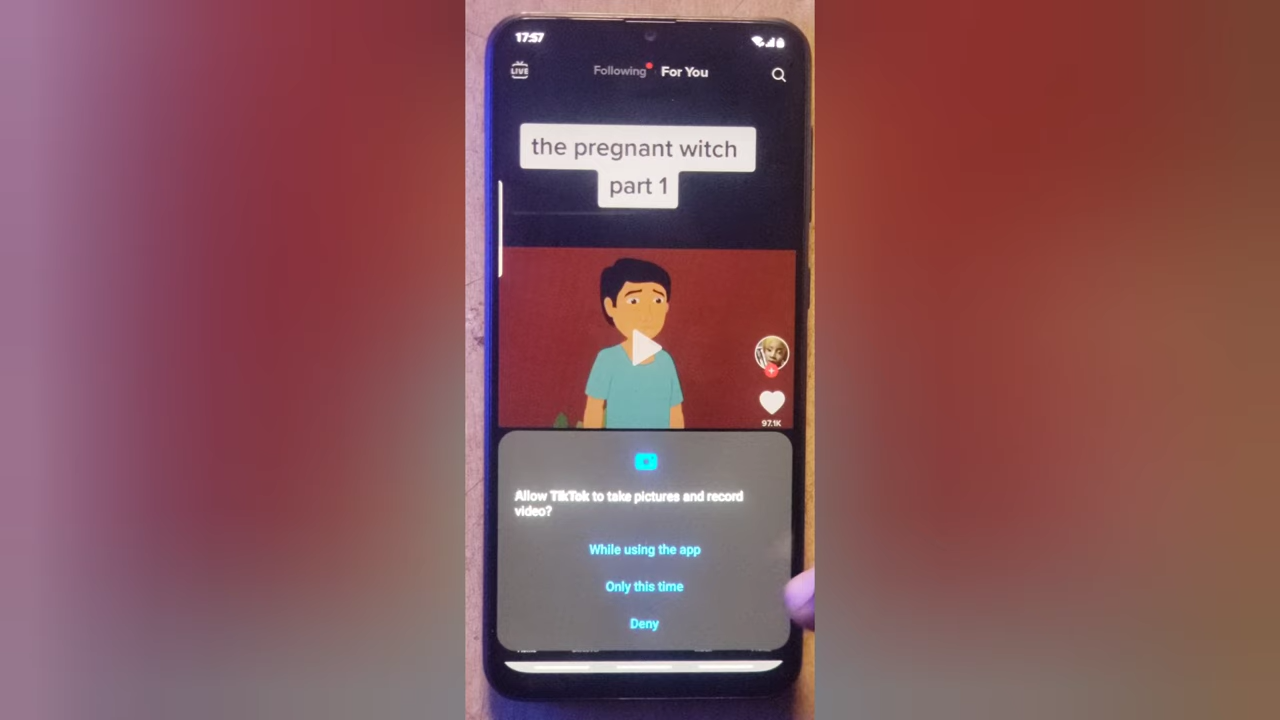 17:57
LIVE
Following
For You
the pregnant witch
part 1
97.1K
Allow TikTok to take pictures and record
video?
While using the app
Only this time
Deny